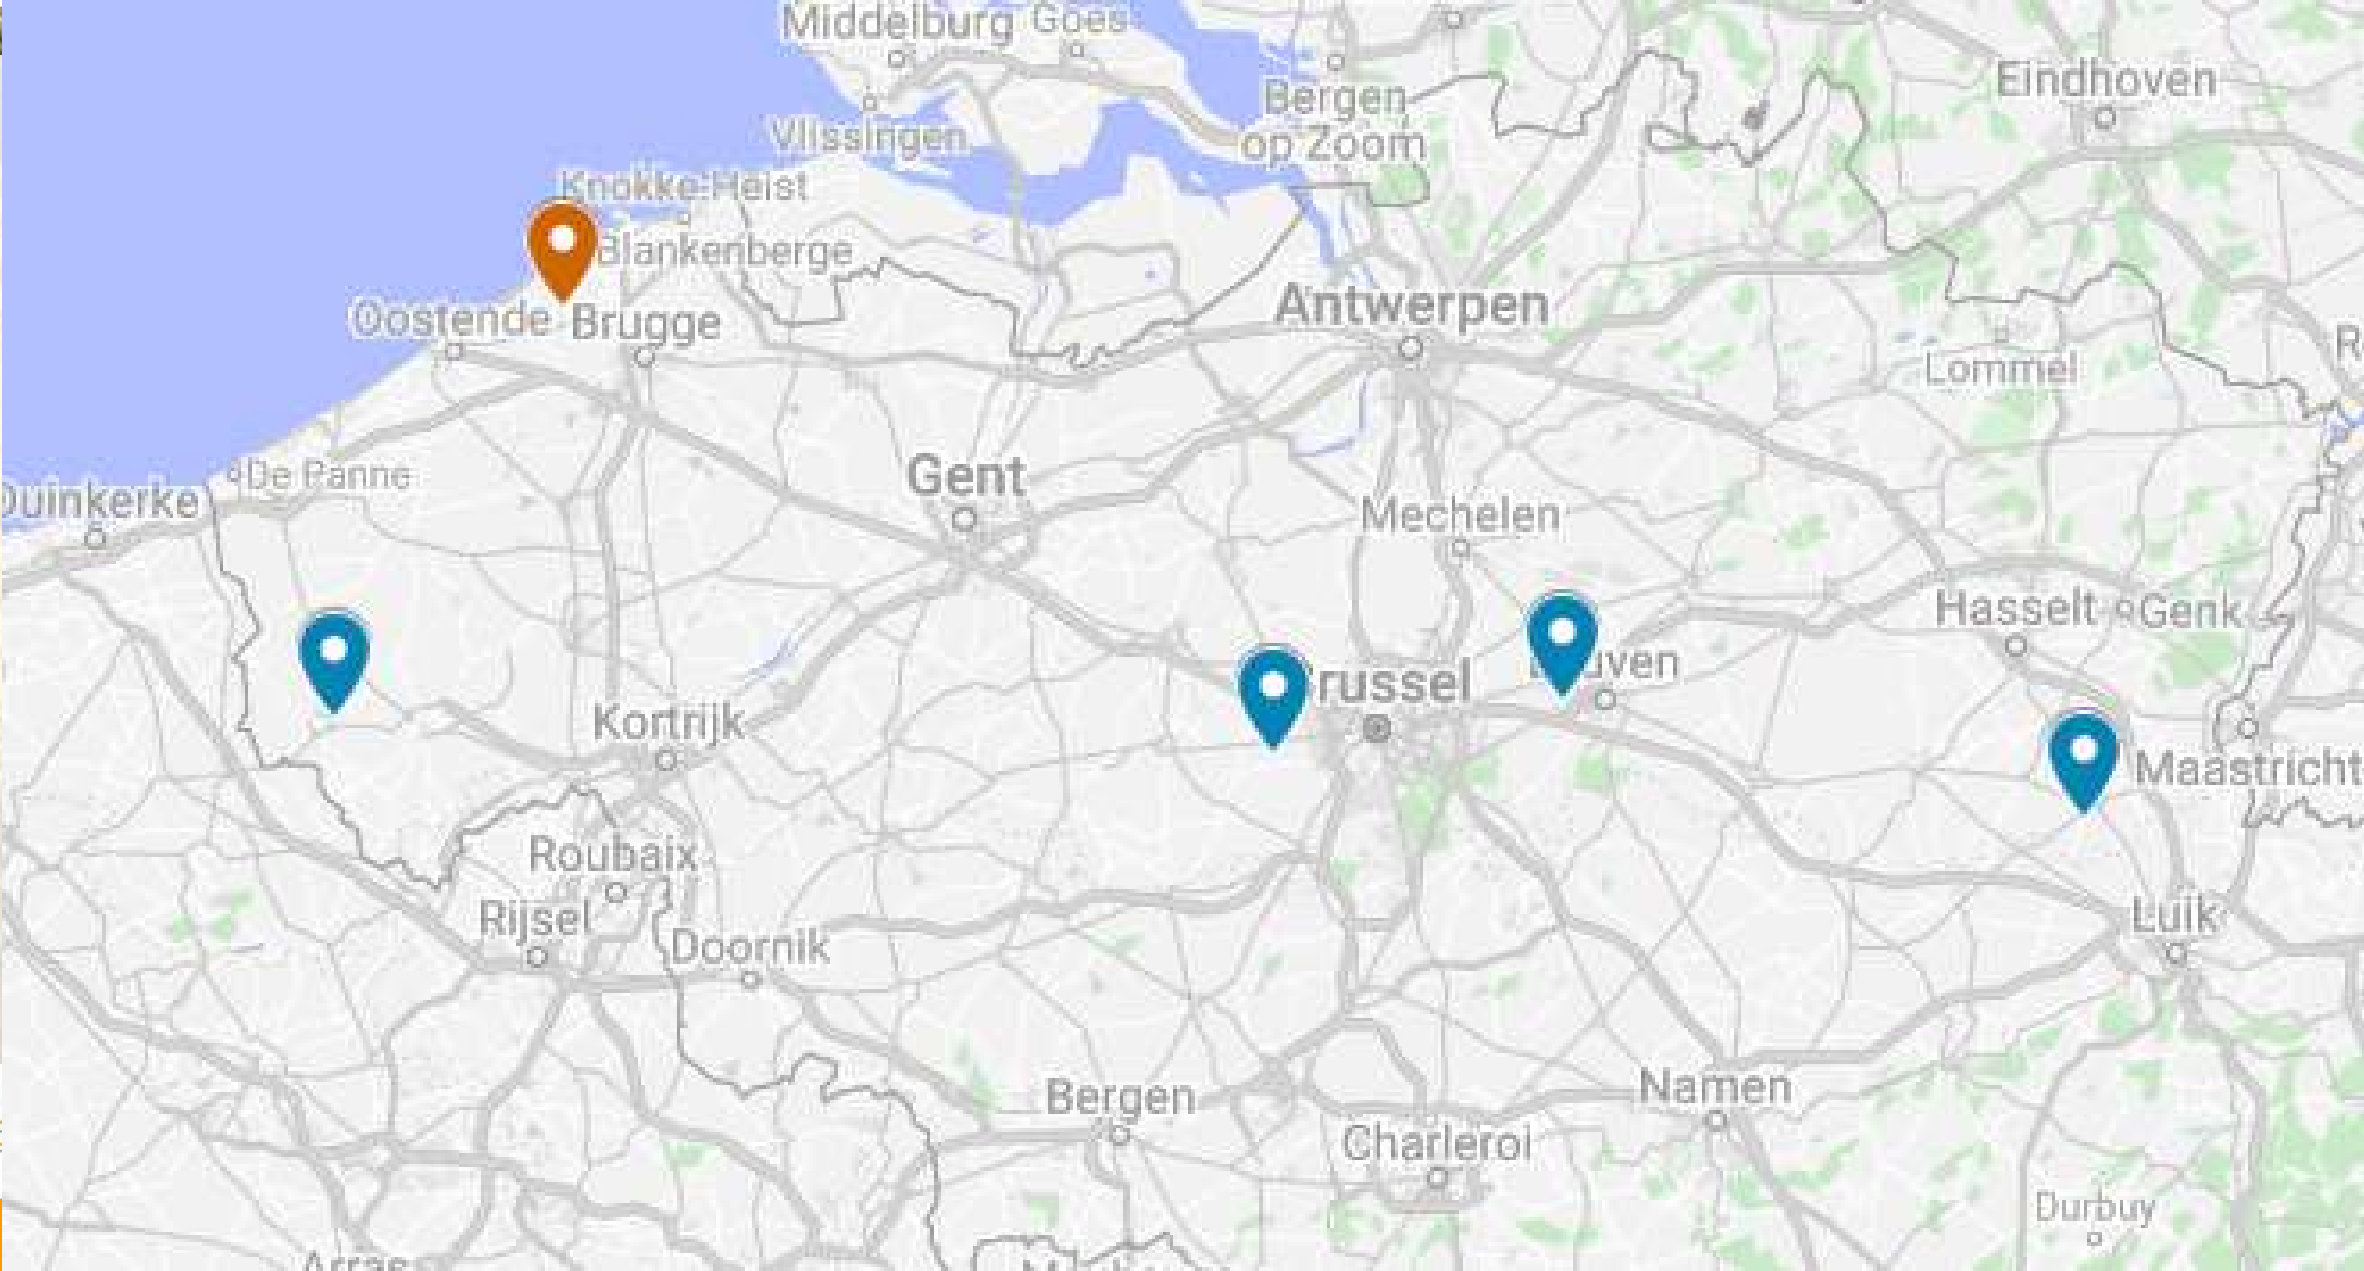 Middelburg
Goes
Vlissingen
Bergen
op Zoom
Eindhoven
Knokke-Heist
Blankenberge
Oostende
Brugge
Antwerpen
Lommel
De Panne
Duinkerke
Gent
Mechelen
Hasselt
Genk
uven
russel
Kortrijk
Maastricht
Roubaix
Rijsel
Doornik
Luik
Bergen
Namen
Charleroi
Durbuy
Arras